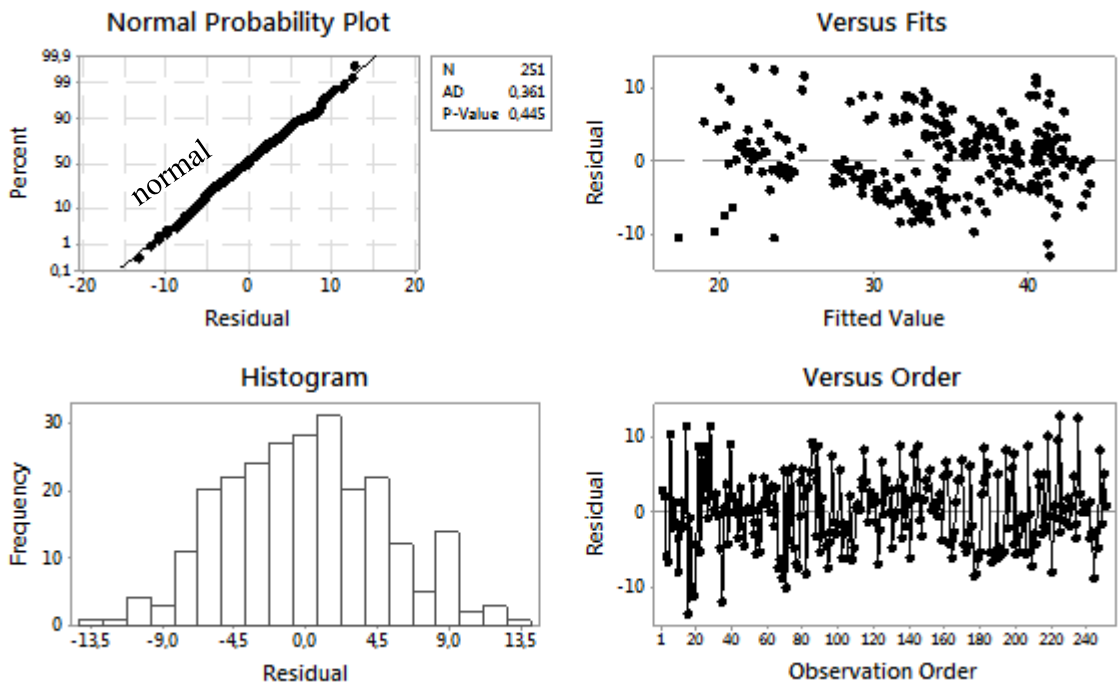 Normal Probability Plot
99,9
99
90
50
10
1
0,1
Percent
normal
-20 -10 0 10 20
Residual
N 251
AD 0,361
P-Value 0,445
Versus Fits
10
0
-10
Residual
20 30 40
Fitted Value
Histogram
30
20
10
0
Frequency
-13,5 -9,0 -4,5 0,0 4,5 9,0 13,5
Residual
Versus Order
10
0
-10
Residual
1 20 40 60 80 100 120 140 160 180 200 220 240
Observation Order